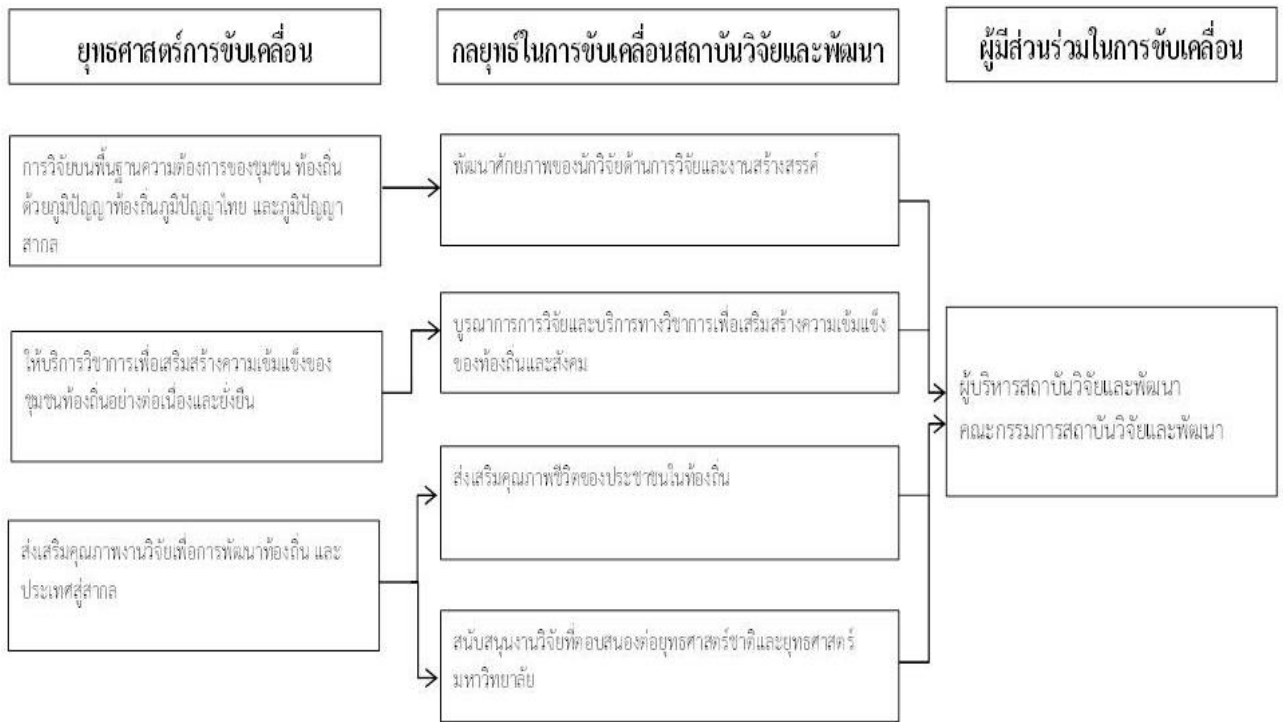 ยุทธศาสตร์การขับเคลื่อน
กลยุทธ์ในการขับเคลื่อนสถาบันวิจัยและพัฒนา
ผู้มีส่วนร่วมในการขับเคลื่อน
การวิจัยบนพื้นฐานความต้องการของชุมชน ท้องถิ่น
ด้วยภูมิปัญญาท้องถิ่นภูมิปัญญาไทย และภูมิปัญญา
สากล
ให้บริการวิชาการเพื่อเสริมสร้างความเข้มแข็งของ
ชุมชนท้องถิ่นอย่างต่อเนื่องและยั่งยืน
ส่งเสริมคุณภาพงานวิจัยเพื่อการพัฒนาท้องถิ่น และ
ประเทศสู่สากล
พัฒนาศักยภาพของนักวิจัยด้านการวิจัยและงานสร้างสรรค์
บูรณาการการวิจัยและบริการทางวิชาการเพื่อเสริมสร้างความเข้มแข็ง
ของท้องถิ่นและสังคม
ส่งเสริมคุณภาพชีวิตของประชาชนในท้องถิ่น
สนับสนุนงานวิจัยที่ตอบสนองต่อยุทธศาสตร์ชาติและยุทธศาสตร์
มหาวิทยาลัย
ผู้บริหารสถาบันวิจัยและพัฒนา
คณะกรรมการสถาบันวิจัยและพัฒนา